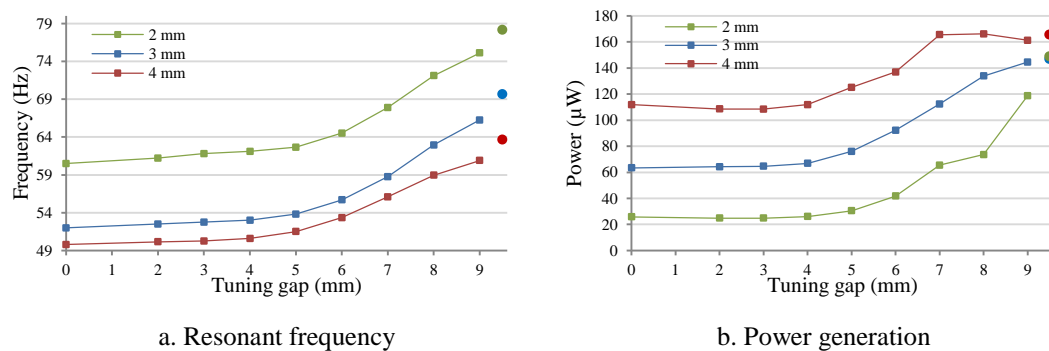 79
74
69
64
59
54
49
Frequency (Hz)
2 mm
3 mm
4 mm
0 1 2 3 4 5 6 7 8 9
Tuning gap (mm)
a. Resonant frequency
180
160
140
120
100
80
60
40
20
0
Power (µW)
2 mm
3 mm
4 mm
0 1 2 3 4 5 6 7 8 9
Tuning gap (mm)
b. Power generation